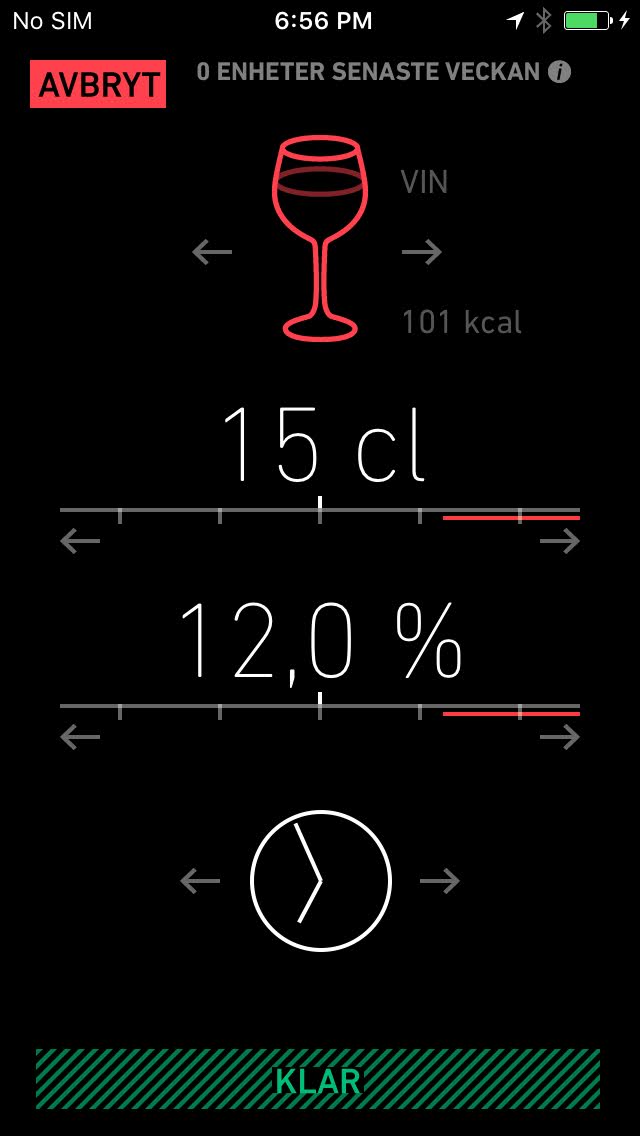 No SIM 6:56 PM
AVBRYT
0 ENHETER SENASTE VECKAN i
VIN
101 kcal
15 cl
12,0 %
KLAR